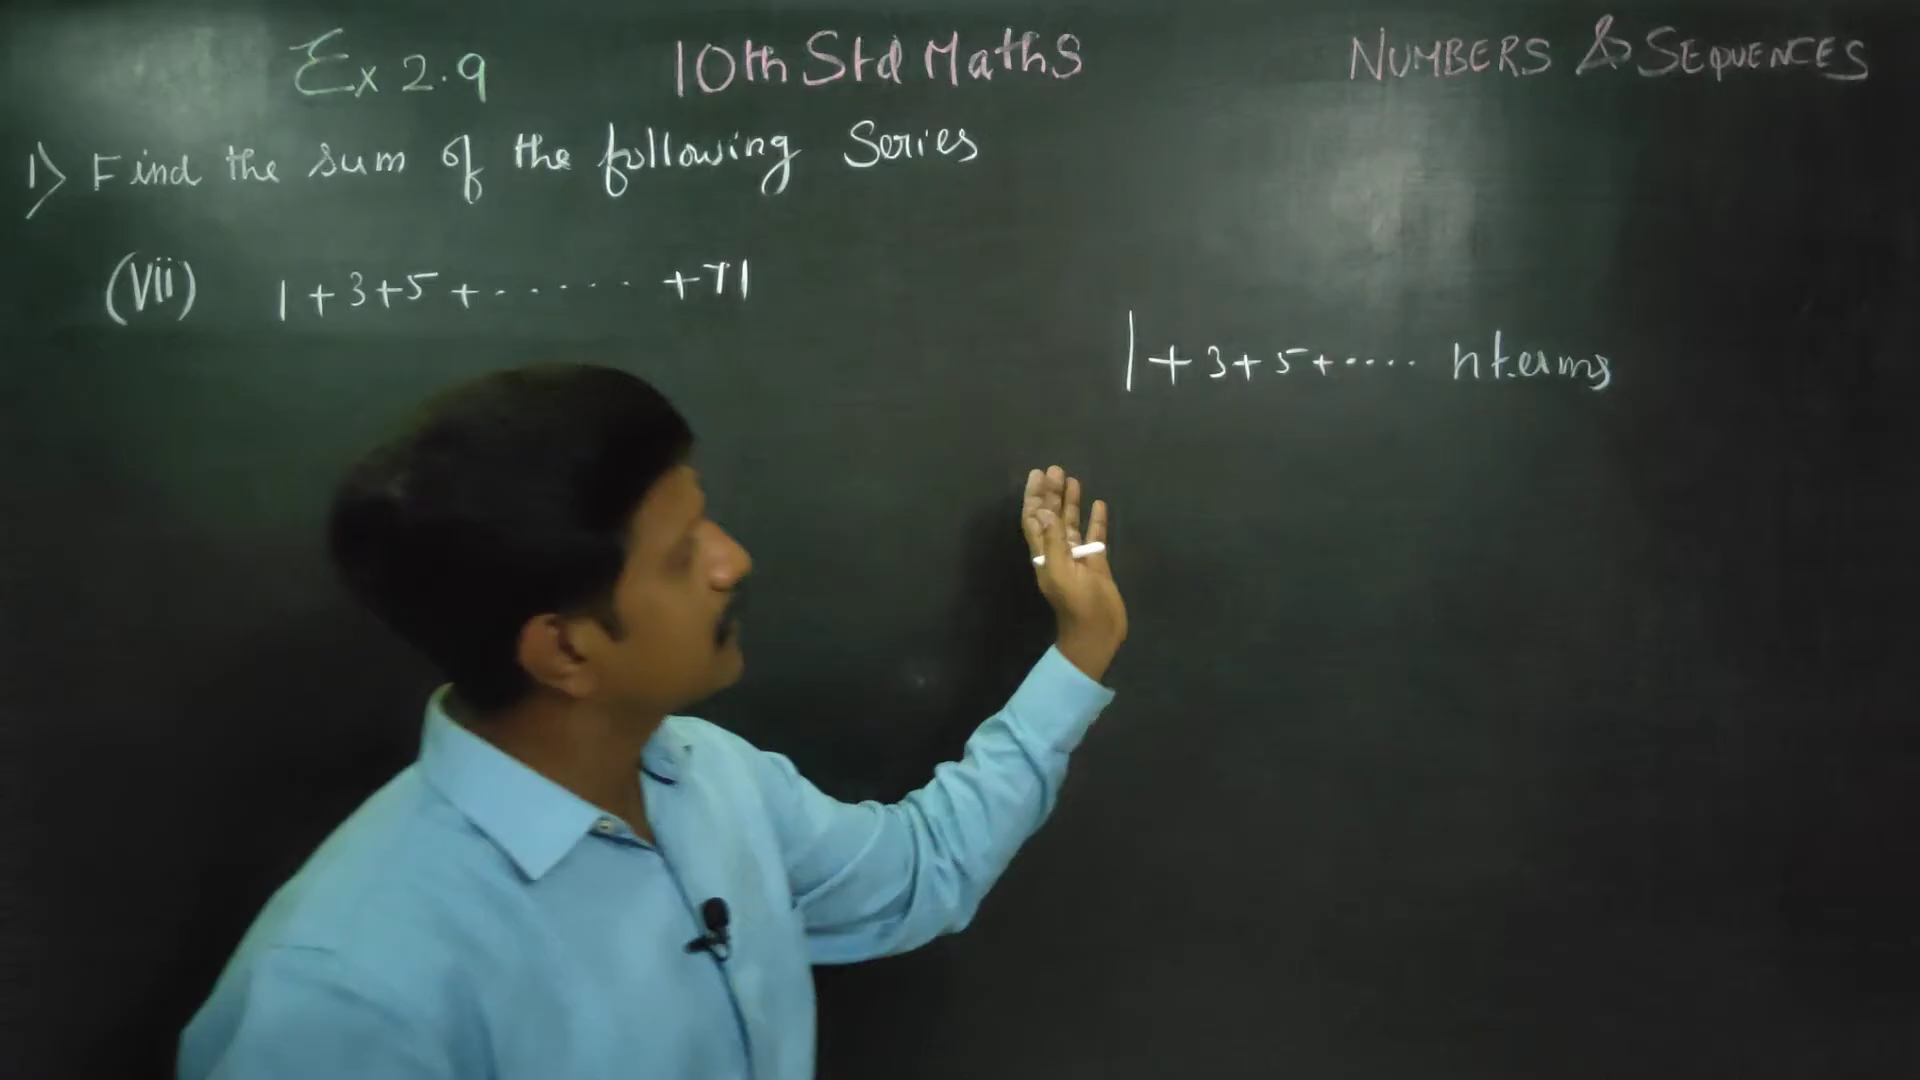 Ex 2.9 10th Std Maths NUMBERS & SEQUENCES
1) Find the sum of the following Series
(Vii) 1+3+5+...... +71
1+3+5+.... n terms